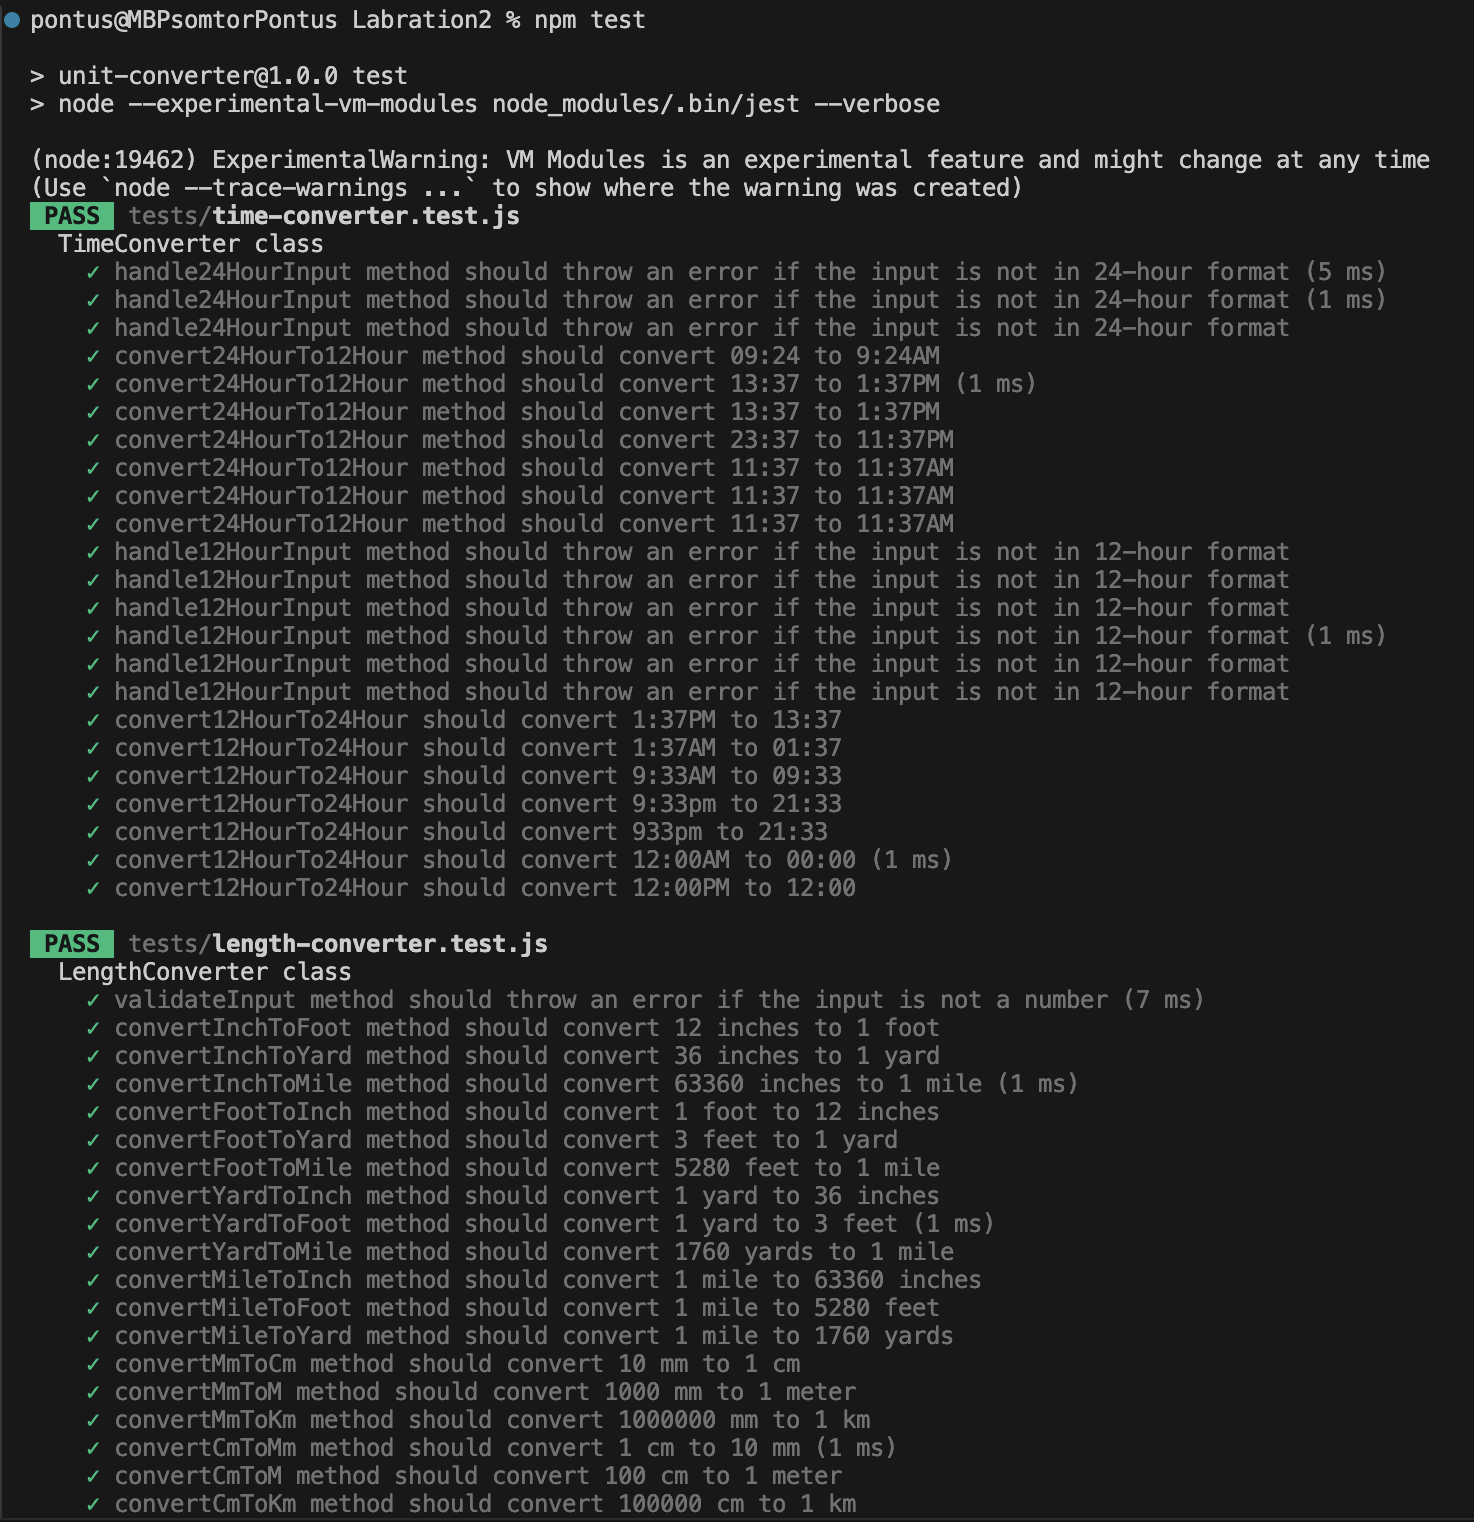 pontus@MBPsomtorPontus Labration2 % npm test
> unit-converter@1.0.0 test
> node --experimental-vm-modules node_modules/.bin/jest --verbose
(node:19462) ExperimentalWarning: VM Modules is an experimental feature and might change at any time
(Use `node --trace-warnings ...` to show where the warning was created)
PASS tests/time-converter.test.js
TimeConverter class
✓ handle24HourInput method should throw an error if the input is not in 24-hour format (5 ms)
✓ handle24HourInput method should throw an error if the input is not in 24-hour format (1 ms)
✓ handle24HourInput method should throw an error if the input is not in 24-hour format
✓ convert24HourTo12Hour method should convert 09:24 to 9:24AM
✓ convert24HourTo12Hour method should convert 13:37 to 1:37PM (1 ms)
✓ convert24HourTo12Hour method should convert 13:37 to 1:37PM
✓ convert24HourTo12Hour method should convert 23:37 to 11:37PM
✓ convert24HourTo12Hour method should convert 11:37 to 11:37AM
✓ convert24HourTo12Hour method should convert 11:37 to 11:37AM
✓ convert24HourTo12Hour method should convert 11:37 to 11:37AM
✓ handle12HourInput method should throw an error if the input is not in 12-hour format
✓ handle12HourInput method should throw an error if the input is not in 12-hour format
✓ handle12HourInput method should throw an error if the input is not in 12-hour format
✓ handle12HourInput method should throw an error if the input is not in 12-hour format (1 ms)
✓ handle12HourInput method should throw an error if the input is not in 12-hour format
✓ handle12HourInput method should throw an error if the input is not in 12-hour format
✓ convert12HourTo24Hour should convert 1:37PM to 13:37
✓ convert12HourTo24Hour should convert 1:37AM to 01:37
✓ convert12HourTo24Hour should convert 9:33AM to 09:33
✓ convert12HourTo24Hour should convert 9:33pm to 21:33
✓ convert12HourTo24Hour should convert 933pm to 21:33
✓ convert12HourTo24Hour should convert 12:00AM to 00:00 (1 ms)
✓ convert12HourTo24Hour should convert 12:00PM to 12:00
PASS tests/length-converter.test.js
LengthConverter class
✓ validateInput method should throw an error if the input is not a number (7 ms)
✓ convertInchToFoot method should convert 12 inches to 1 foot
✓ convertInchToYard method should convert 36 inches to 1 yard
✓ convertInchToMile method should convert 63360 inches to 1 mile (1 ms)
✓ convertFootToInch method should convert 1 foot to 12 inches
✓ convertFootToYard method should convert 3 feet to 1 yard
✓ convertFootToMile method should convert 5280 feet to 1 mile
✓ convertYardToInch method should convert 1 yard to 36 inches
✓ convertYardToFoot method should convert 1 yard to 3 feet (1 ms)
✓ convertYardToMile method should convert 1760 yards to 1 mile
✓ convertMileToInch method should convert 1 mile to 63360 inches
✓ convertMileToFoot method should convert 1 mile to 5280 feet
✓ convertMileToYard method should convert 1 mile to 1760 yards
✓ convertMmToCm method should convert 10 mm to 1 cm
✓ convertMmToM method should convert 1000 mm to 1 meter
✓ convertMmToKm method should convert 1000000 mm to 1 km
✓ convertCmToMm method should convert 1 cm to 10 mm (1 ms)
✓ convertCmToM method should convert 100 cm to 1 meter
✓ convertCmToKm method should convert 100000 cm to 1 km